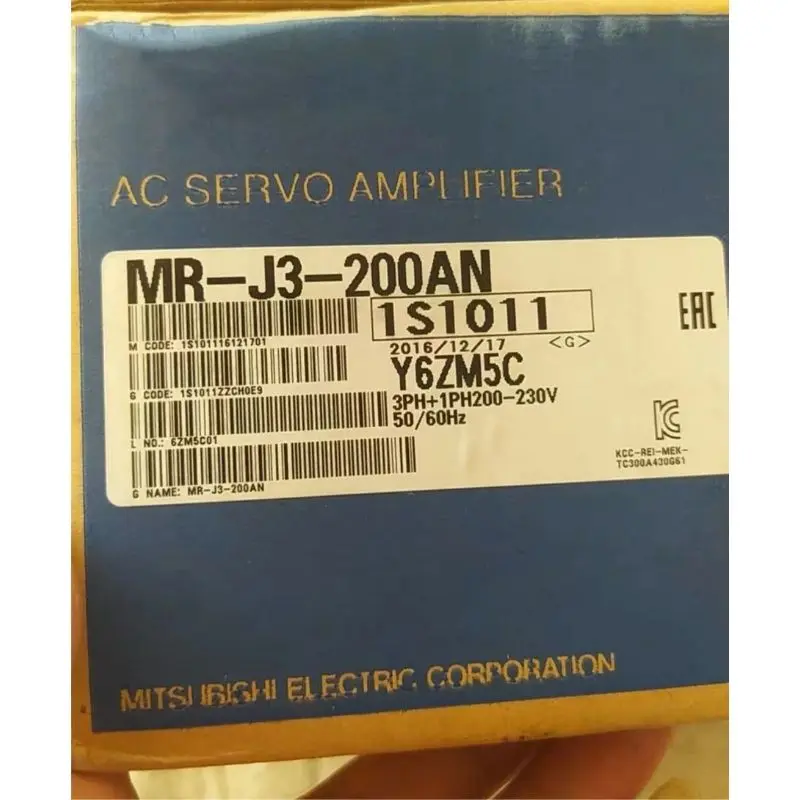 AC SERVO AMPLIFIER
MR-J3-200AN
1S1011
M CODE: 1S101116121701
2016/12/17 <G>
Y6ZM5C
G CODE: 1S1011ZZCH0E9
3PH+1PH200-230V
50/60Hz
L NO.: 6ZM5C01
G NAME: MR-J3-200AN
EAC
KC
KCC-REI-MEK-
TC300A430G61
MITSUBISHI ELECTRIC CORPORATION